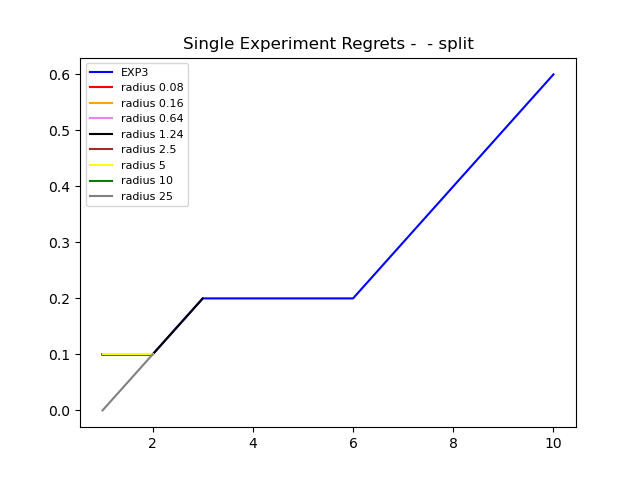 Single Experiment Regrets -  - split
EXP3
radius 0.08
radius 0.16
radius 0.64
radius 1.24
radius 2.5
radius 5
radius 10
radius 25
0.6
0.5
0.4
0.3
0.2
0.1
0.0
2 4 6 8 10